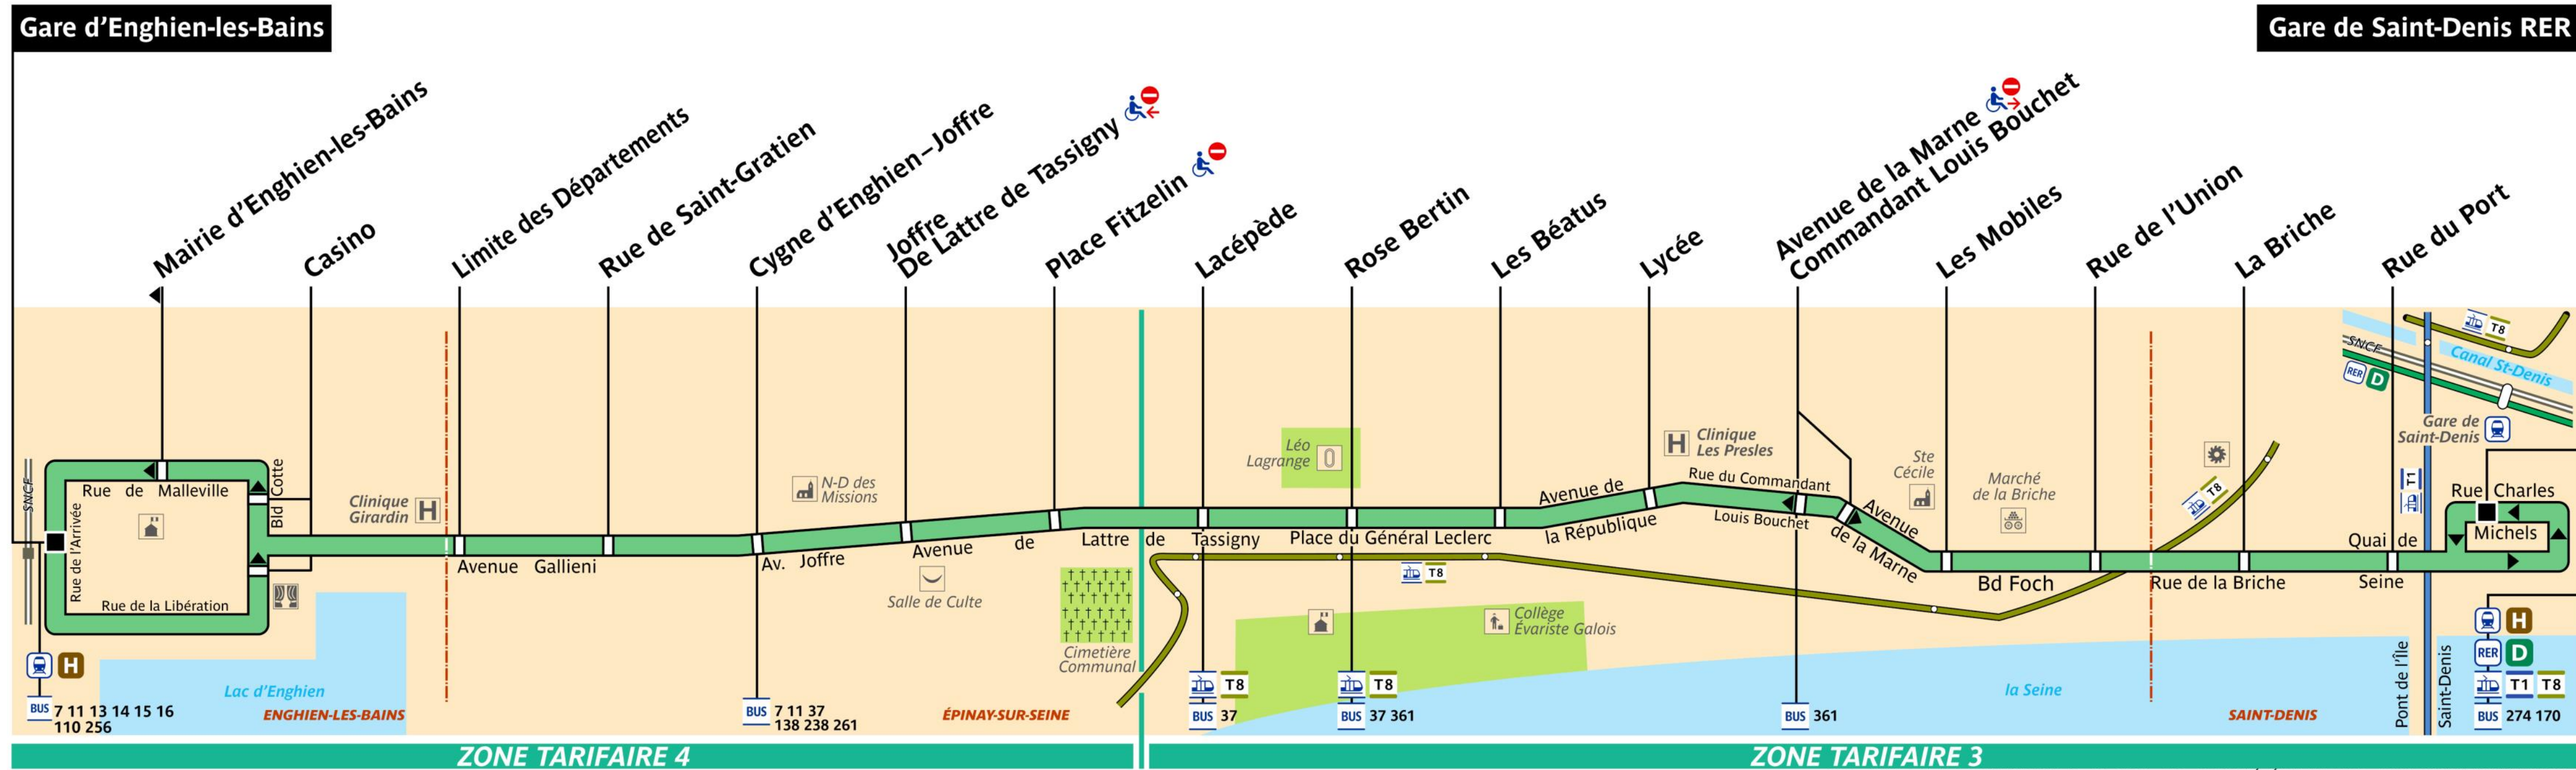 Gare d'Enghien-les-Bains
Gare de Saint-Denis RER
Mairie d'Enghien-les-Bains
Casino
Limite des Départements
Rue de Saint-Gratien
Cygne d'Enghien–Joffre
Joffre
De Lattre de Tassigny
Place Fitzelin
Lacépède
Rose Bertin
Les Béatus
Lycée
Avenue de la Marne
Commandant Louis Bouchet
Les Mobiles
Rue de l'Union
La Briche
Rue du Port
SNCF
Rue de Malleville
Rue de l'Arrivée
Rue de la Libération
Bld Cotte
Clinique
Girardin H
Avenue Gallieni
N-D des
Missions
Av. Joffre
Avenue de Lattre de Tassigny
Salle de Culte
Cimetière
Communal
Léo
Lagrange
Place du Général Leclerc
T8
Collège
Évariste Galois
Avenue de
la République
H Clinique
Les Presles
Rue du Commandant
Louis Bouchet
Avenue
de la Marne
Ste
Cécile
Marché
de la Briche
Bd Foch
T8
Rue de la Briche
Quai de
Seine
SNCF
RER D
T8
Canal St-Denis
Gare de
Saint-Denis
T1
Rue Charles
Michels
Pont de l'Île
Saint-Denis
H
BUS 7 11 13 14 15 16
110 256
Lac d'Enghien
ENGHIEN-LES-BAINS
BUS 7 11 37
138 238 261
ÉPINAY-SUR-SEINE
T8
BUS 37
T8
BUS 37 361
BUS 361
la Seine
SAINT-DENIS
H
RER D
T1 T8
BUS 274 170
ZONE TARIFAIRE 4
ZONE TARIFAIRE 3